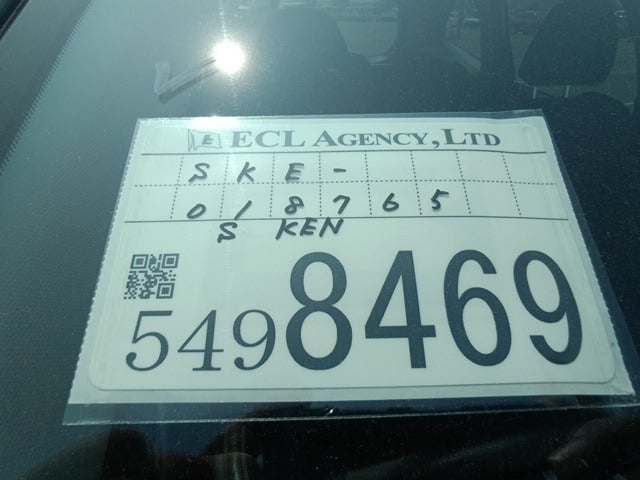 E ECL AGENCY, LTD
SKE-
018765
S KEN
5498469